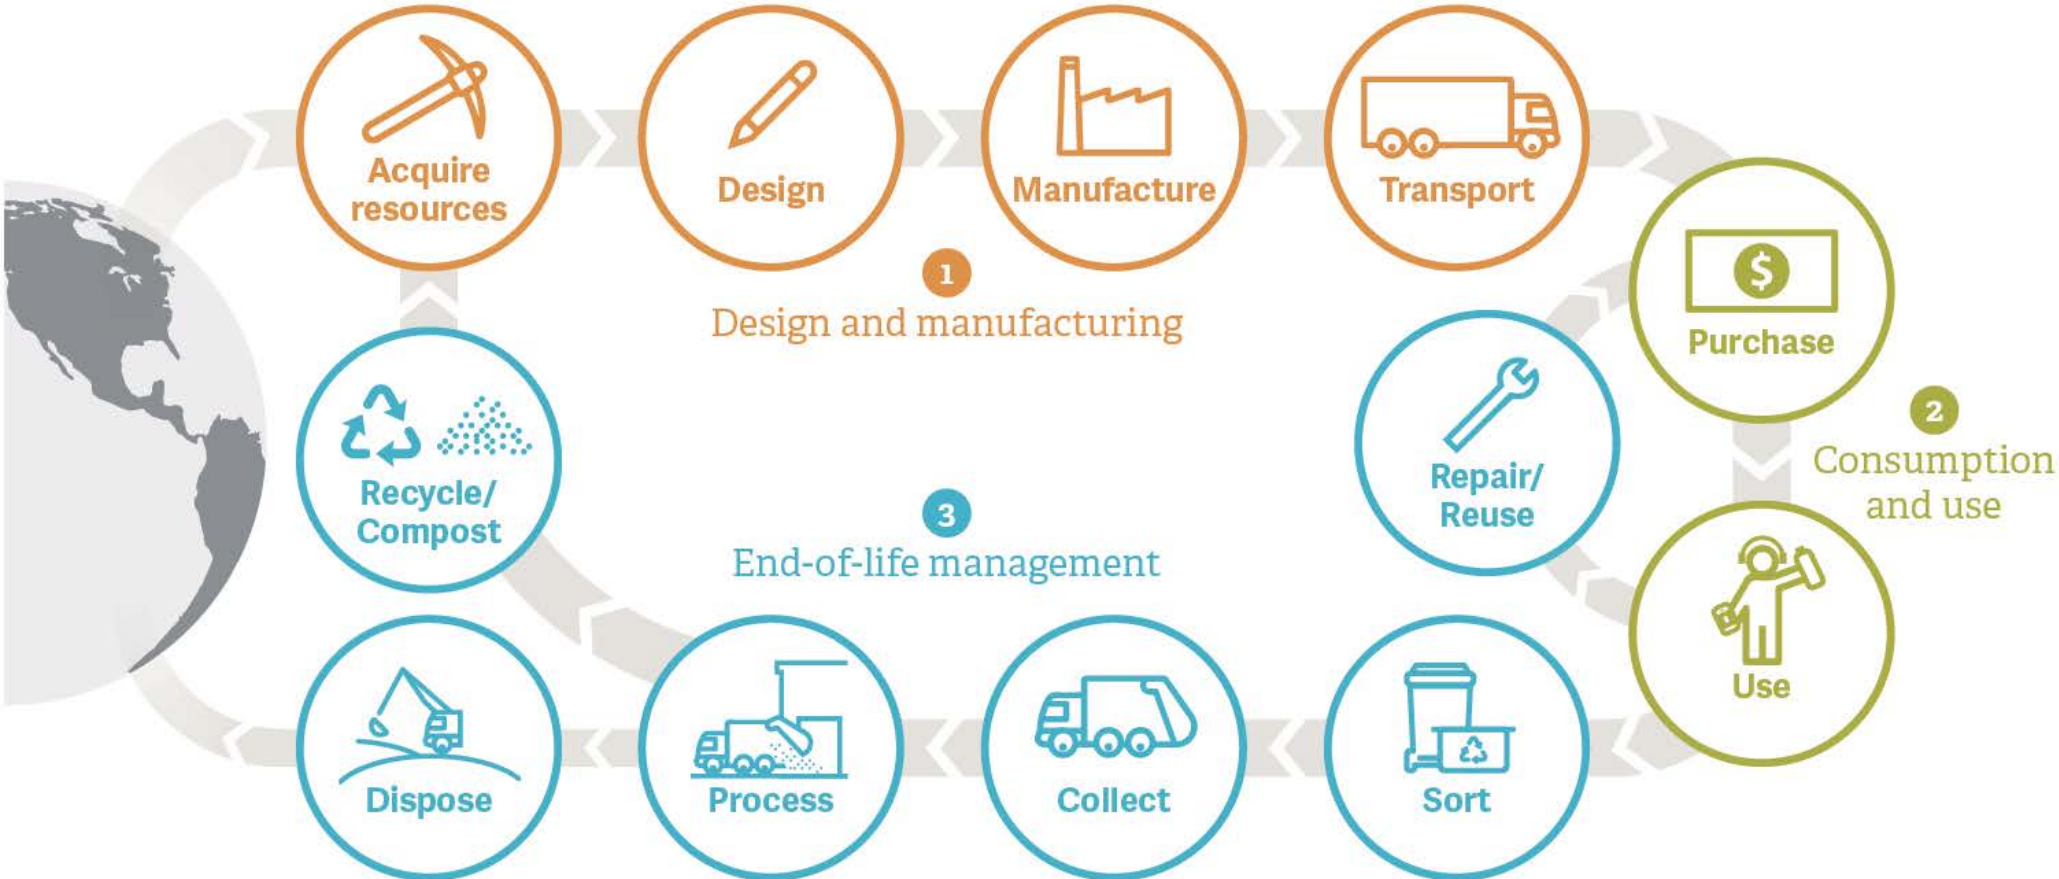 Acquire
resources
Design
Manufacture
Transport
1
Design and manufacturing
$
Purchase
2
Consumption
and use
Repair/
Reuse
Use
Recycle/
Compost
3
End-of-life management
Dispose
Process
Collect
Sort